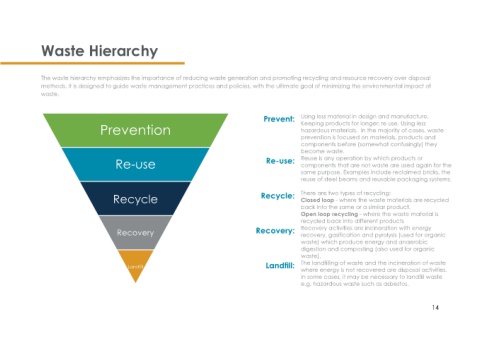 Waste Hierarchy
The waste hierarchy emphasizes the importance of reducing waste generation and promoting recycling and resource recovery over disposal
methods. It is designed to guide waste management practices and policies, with the ultimate goal of minimizing the environmental impact of
waste.
Prevention
Re-use
Recycle
Recovery
Landfill
Prevent:
Using less material in design and manufacture.
Keeping products for longer; re use. Using less
hazardous materials. In the majority of cases, waste
prevention is focused on materials, products and
components before (somewhat confusingly) they
become waste.
Re-use:
Reuse is any operation by which products or
components that are not waste are used again for the
same purpose. Examples include reclaimed bricks, the
reuse of steel beams and reusable packaging systems.
Recycle:
There are two types of recycling:
Closed loop - where the waste materials are recycled
back into the same or a similar product.
Open loop recycling - where the waste material is
recycled back into different products
Recovery:
Recovery activities are incineration with energy
recovery, gasification and pyrolysis (used for organic
waste) which produce energy and anaerobic
digestion and composting (also used for organic
waste).
Landfill:
The landfilling of waste and the incineration of waste
where energy is not recovered are disposal activities.
In some cases, it may be necessary to landfill waste
e.g. hazardous waste such as asbestos.
14